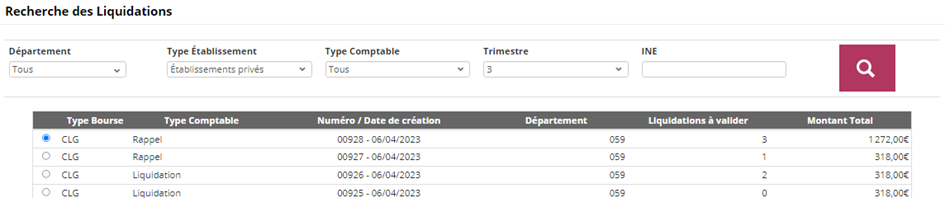 Recherche des Liquidations
Département Type Établissement Type Comptable Trimestre INE
Tous Établissements privés Tous 3
Type Bourse Type Comptable Numéro / Date de création Département Liquidations à valider Montant Total
CLG Rappel 00928 - 06/04/2023 059 3 1 272,00€
CLG Rappel 00927 - 06/04/2023 059 1 318,00€
CLG Liquidation 00926 - 06/04/2023 059 2 318,00€
CLG Liquidation 00925 - 06/04/2023 059 0 318,00€